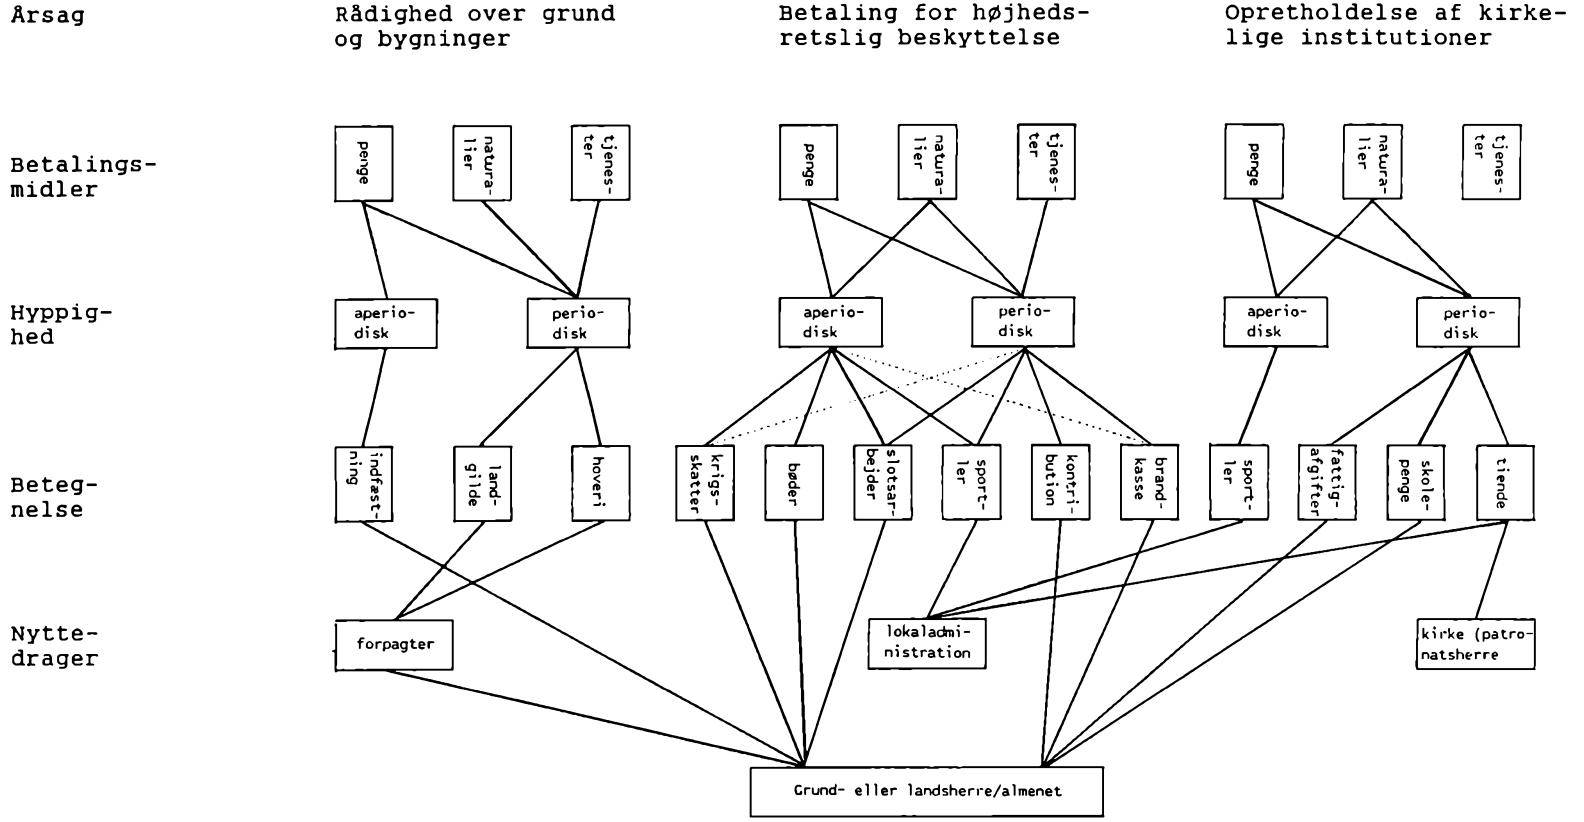 Årsag
Rådighed over grund
og bygninger
Betaling for højheds-
retslig beskyttelse
Opretholdelse af kirke-
lige institutioner
Betalings-
midler
penge
natura-
lier
tjenes-
ter
penge
natura-
lier
tjenes-
ter
penge
natura-
lier
tjenes-
ter
Hyppig-
hed
aperio-
disk
perio-
disk
aperio-
disk
perio-
disk
aperio-
disk
perio-
disk
Beteg-
nelse
indfæst-
ning
land-
gilde
hoveri
krigs-
skatter
bøder
slotsar-
bejder
sport-
ler
kontri-
bution
brand-
kasse
sport-
ler
fattig-
afgifter
skole-
penge
tiende
Nytte-
drager
forpagter
lokaladmi-
nistration
kirke (patro-
natsherre
Grund- eller landsherre/almenet